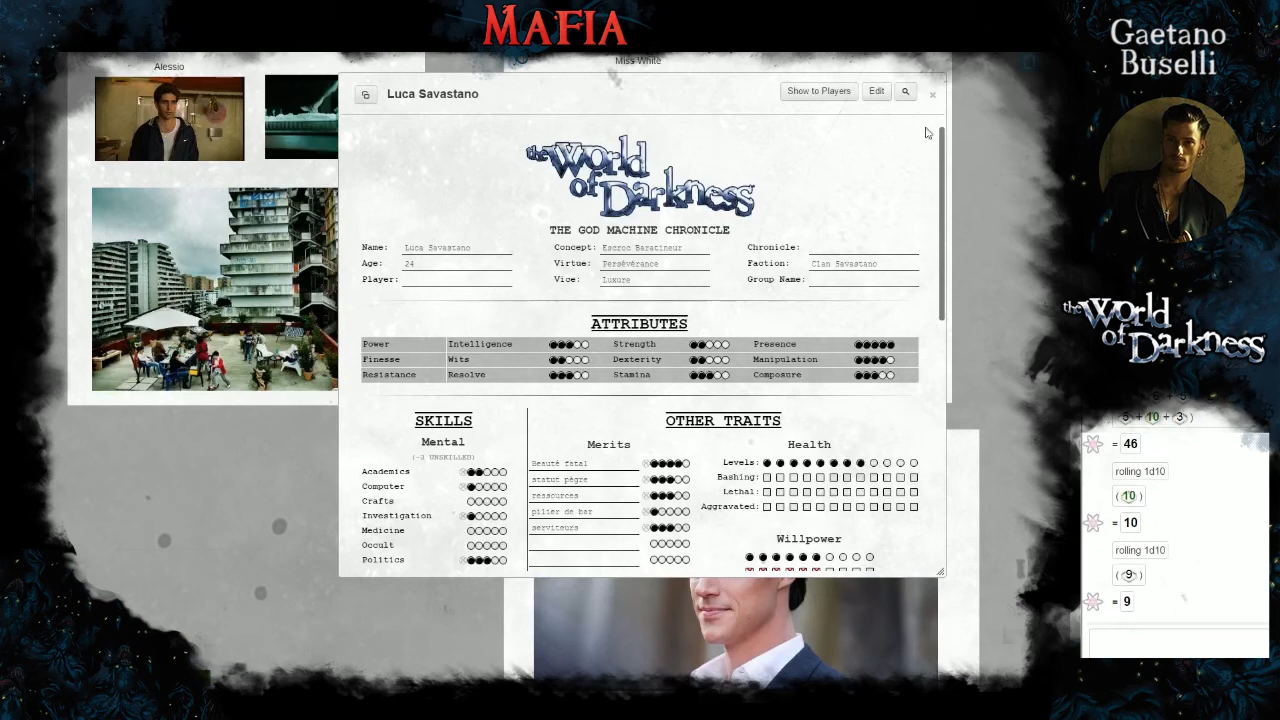 MAFIA
Gaetano
Buselli
Alessio
Miss White
Luca Savastano
Show to Players
Edit
the World
of Darkness
THE GOD MACHINE CHRONICLE
Name: Luca Savastano
Concept: Escroc Baratineur
Chronicle:
Age: 24
Virtue: Persévérance
Faction: Clan Savastano
Player:
Vice: Luxure
Group Name:
ATTRIBUTES
Power Intelligence Strength Presence
Finesse Wits Dexterity Manipulation
Resistance Resolve Stamina Composure
SKILLS
Mental
(-3 UNSKILLED)
Academics
Computer
Crafts
Investigation
Medicine
Occult
Politics
OTHER TRAITS
Merits
Beauté fatal
statut pègre
ressources
pilier de bar
serviteurs
Health
Levels:
Bashing:
Lethal:
Aggravated:
Willpower
the World
of Darkness
5 + 10 + 3 )
= 46
rolling 1d10
( 10 )
= 10
rolling 1d10
( 9 )
= 9